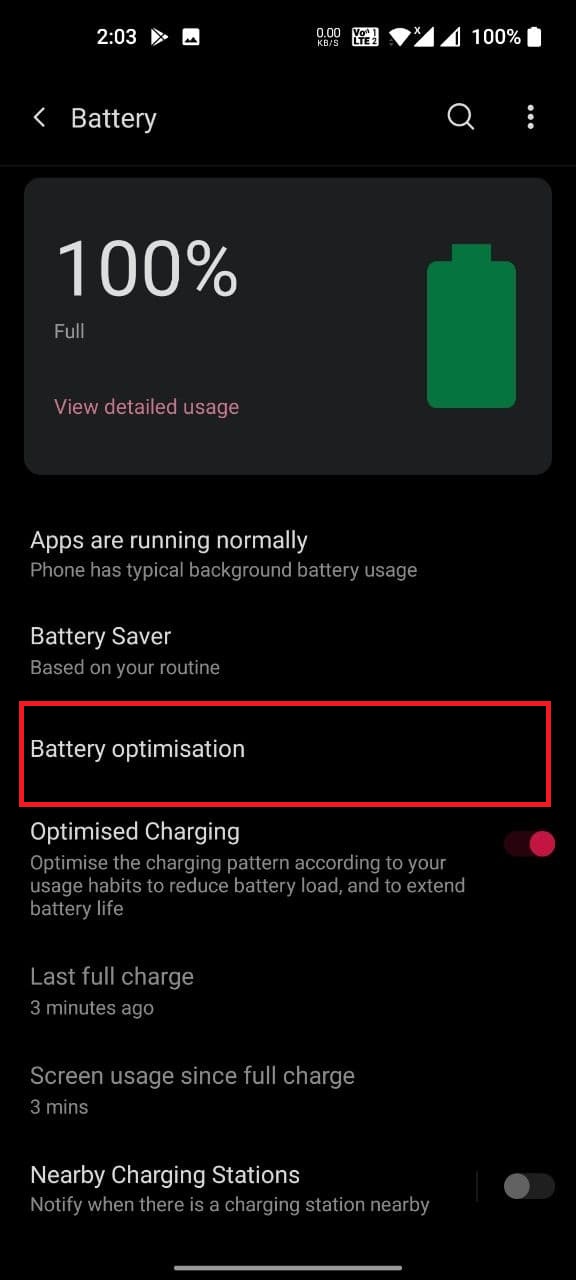 2:03
0.00
KB/S
Vo 1
LTE 2
x
100%
Battery
100%
Full
View detailed usage
Apps are running normally
Phone has typical background battery usage
Battery Saver
Based on your routine
Battery optimisation
Optimised Charging
Optimise the charging pattern according to your
usage habits to reduce battery load, and to extend
battery life
Last full charge
3 minutes ago
Screen usage since full charge
3 mins
Nearby Charging Stations
Notify when there is a charging station nearby